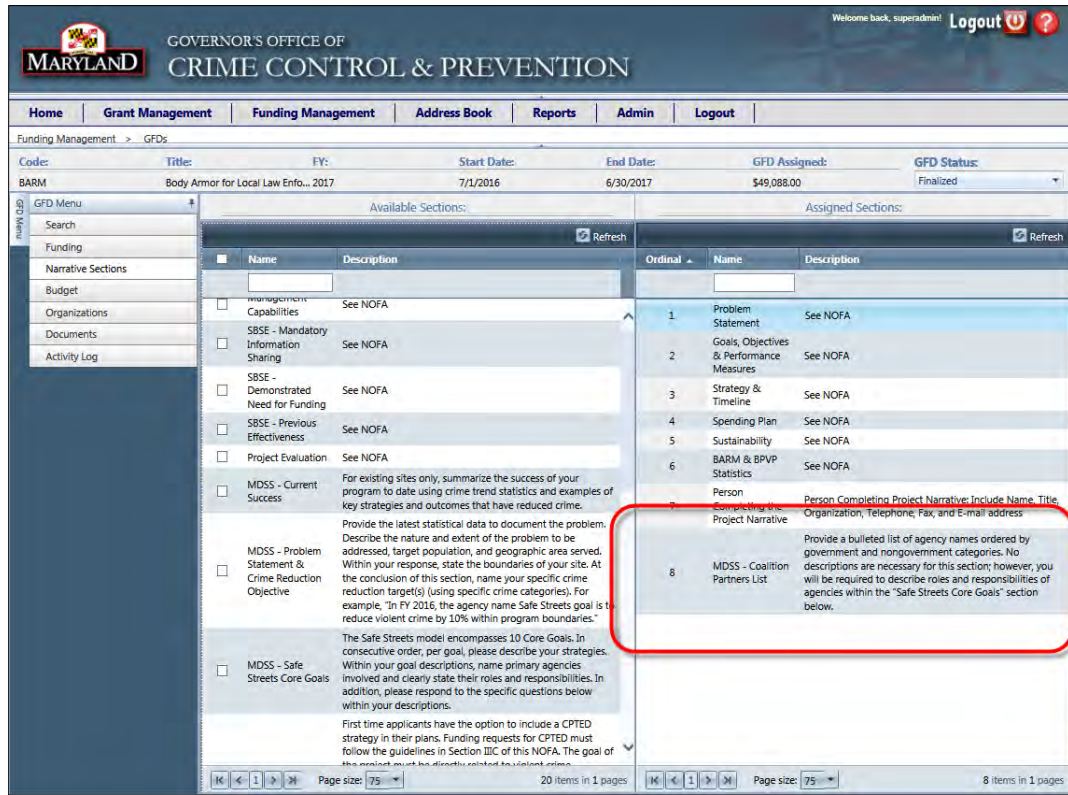 Welcome back, superadmin!
Logout
MARYLAND
GOVERNOR'S OFFICE OF
CRIME CONTROL & PREVENTION
Home
Grant Management
Funding Management
Address Book
Reports
Admin
Logout
Funding Management > GFDs
Code:
Title:
FY:
Start Date:
End Date:
GFD Assigned:
GFD Status:
BARM
Body Armor for Local Law Enfo...
2017
7/1/2016
6/30/2017
$49,088.00
Finalized
GFD Menu
GFD Menu
Search
Funding
Narrative Sections
Budget
Organizations
Documents
Activity Log
Available Sections:
Refresh
Name
Description
Management
Capabilities
See NOFA
SBSE - Mandatory
Information
Sharing
See NOFA
SBSE -
Demonstrated
Need for Funding
See NOFA
SBSE - Previous
Effectiveness
See NOFA
Project Evaluation
See NOFA
MDSS - Current
Success
For existing sites only, summarize the success of your
program to date using crime trend statistics and examples of
key strategies and outcomes that have reduced crime.
MDSS - Problem
Statement &
Crime Reduction
Objective
Provide the latest statistical data to document the problem.
Describe the nature and extent of the problem to be
addressed, target population, and geographic area served.
Within your response, state the boundaries of your site. At
the conclusion of this section, name your specific crime
reduction target(s) (using specific crime categories). For
example, "In FY 2016, the agency name Safe Streets goal is to
reduce violent crime by 10% within program boundaries."
MDSS - Safe
Streets Core Goals
The Safe Streets model encompasses 10 Core Goals. In
consecutive order, per goal, please describe your strategies.
Within your goal descriptions, name primary agencies
involved and clearly state their roles and responsibilities. In
addition, please respond to the specific questions below
within your descriptions.
First time applicants have the option to include a CPTED
strategy in their plans. Funding requests for CPTED must
follow the guidelines in Section IIIC of this NOFA. The goal of
the project must be directly related to violent crime
1
Page size:
75
20 items in 1 pages
Assigned Sections:
Refresh
Ordinal
Name
Description
1
Problem
Statement
See NOFA
2
Goals, Objectives
& Performance
Measures
See NOFA
3
Strategy &
Timeline
See NOFA
4
Spending Plan
See NOFA
5
Sustainability
See NOFA
6
BARM & BPVP
Statistics
See NOFA
7
Person
Completing the
Project Narrative
Person Completing Project Narrative: Include Name, Title,
Organization, Telephone, Fax, and E-mail address
8
MDSS - Coalition
Partners List
Provide a bulleted list of agency names ordered by
government and nongovernment categories. No
descriptions are necessary for this section; however, you
will be required to describe roles and responsibilities of
agencies within the "Safe Streets Core Goals" section
below.
1
Page size:
75
8 items in 1 pages